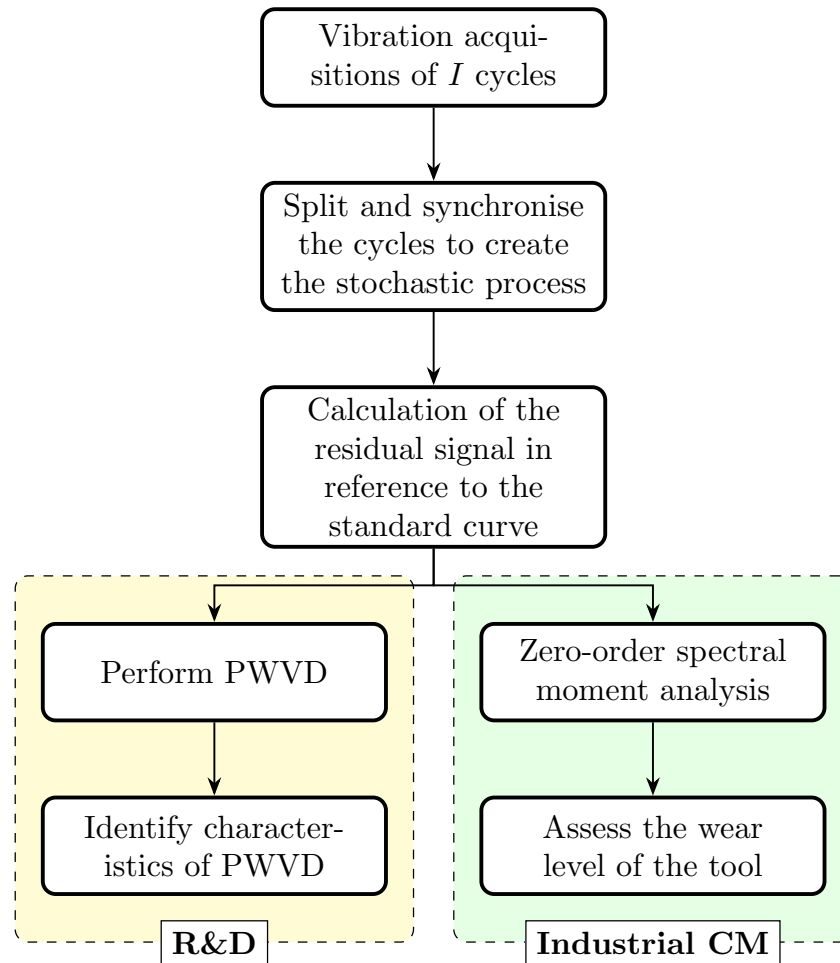 Vibration acqui-
sitions of I cycles
Split and synchronise
the cycles to create
the stochastic process
Calculation of the
residual signal in
reference to the
standard curve
Perform PWVD
Identify character-
istics of PWVD
R&D
Zero-order spectral
moment analysis
Assess the wear
level of the tool
Industrial CM